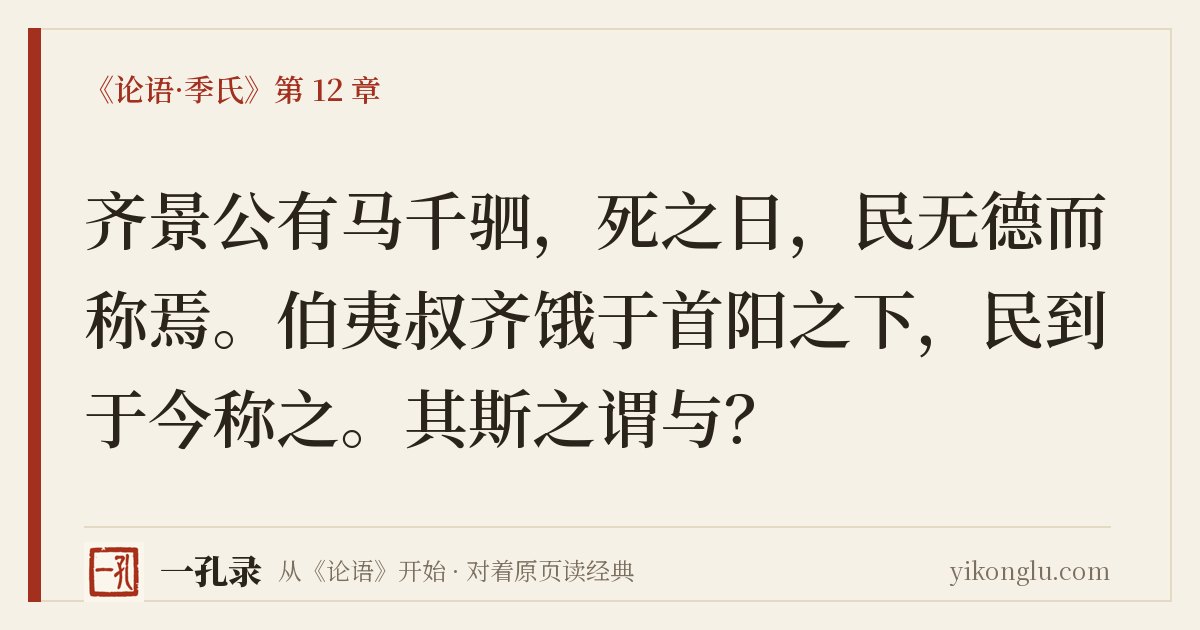 《论语·季氏》第 12 章
齐景公有马千驷，死之日，民无德而
称焉。伯夷叔齐饿于首阳之下，民到
于今称之。其斯之谓与？
一孔
一孔录 从《论语》开始 · 对着原页读经典 yikonglu.com